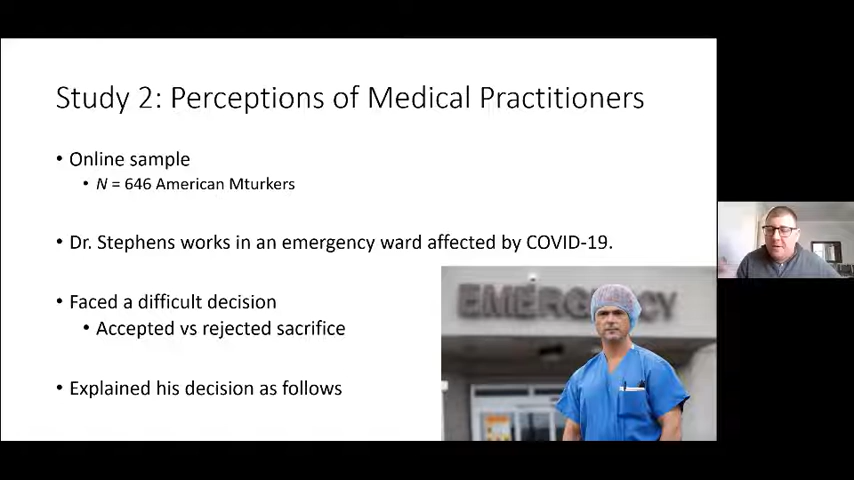 Study 2: Perceptions of Medical Practitioners
• Online sample
• N = 646 American Mturkers
• Dr. Stephens works in an emergency ward affected by COVID-19.
• Faced a difficult decision
• Accepted vs rejected sacrifice
EMERGENCY
• Explained his decision as follows